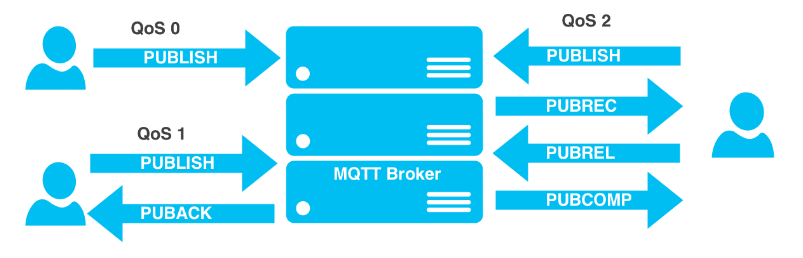 QoS 0
PUBLISH
QoS 1
PUBLISH
PUBACK
MQTT Broker
QoS 2
PUBLISH
PUBREC
PUBREL
PUBCOMP